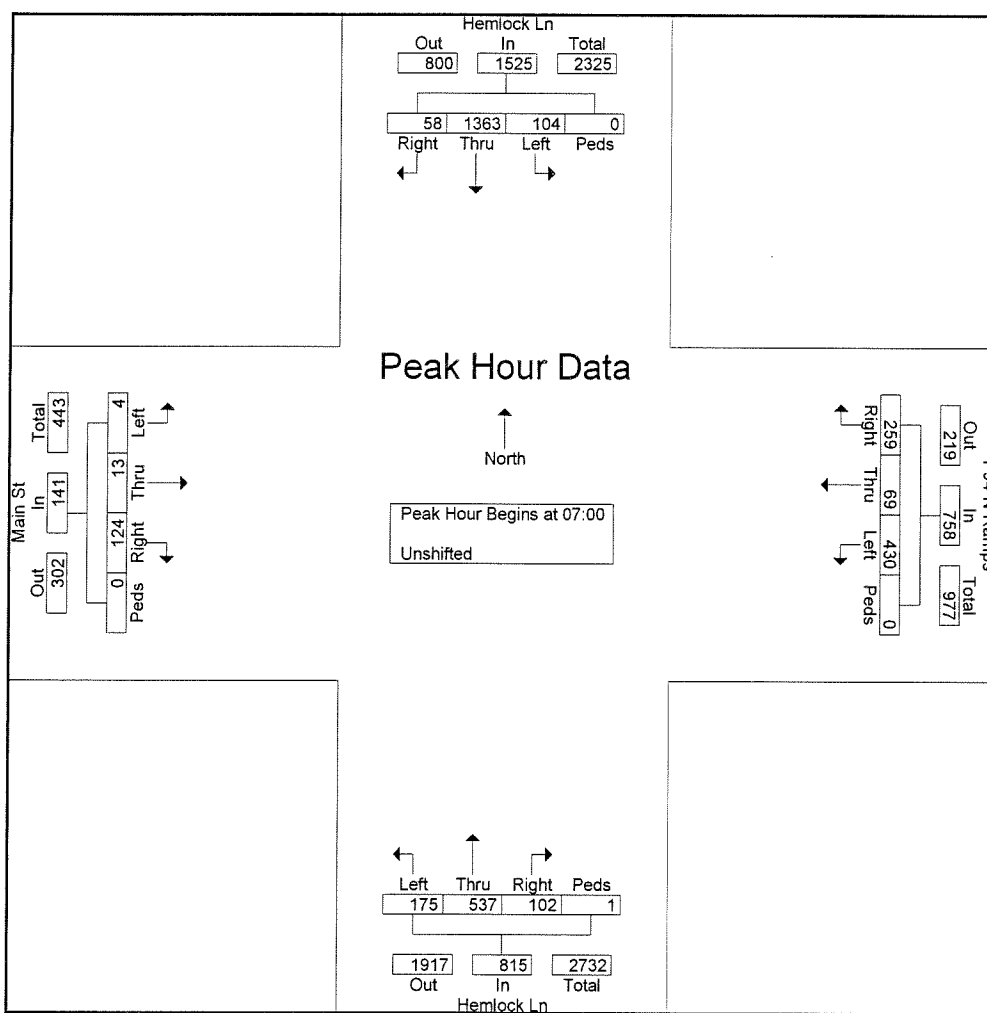 Hemlock Ln
Out In Total
800 1525 2325
58 1363 104 0
Right Thru Left Peds
Peak Hour Data
North
Peak Hour Begins at 07:00
Unshifted
Main St
Total In Out
443 141 302
4 13 124 0
Left Thru Right Peds
Out In Total
219 758 977
259 69 430 0
Right Thru Left Peds
Left Thru Right Peds
175 537 102 1
1917 815 2732
Out In Total
Hemlock Ln